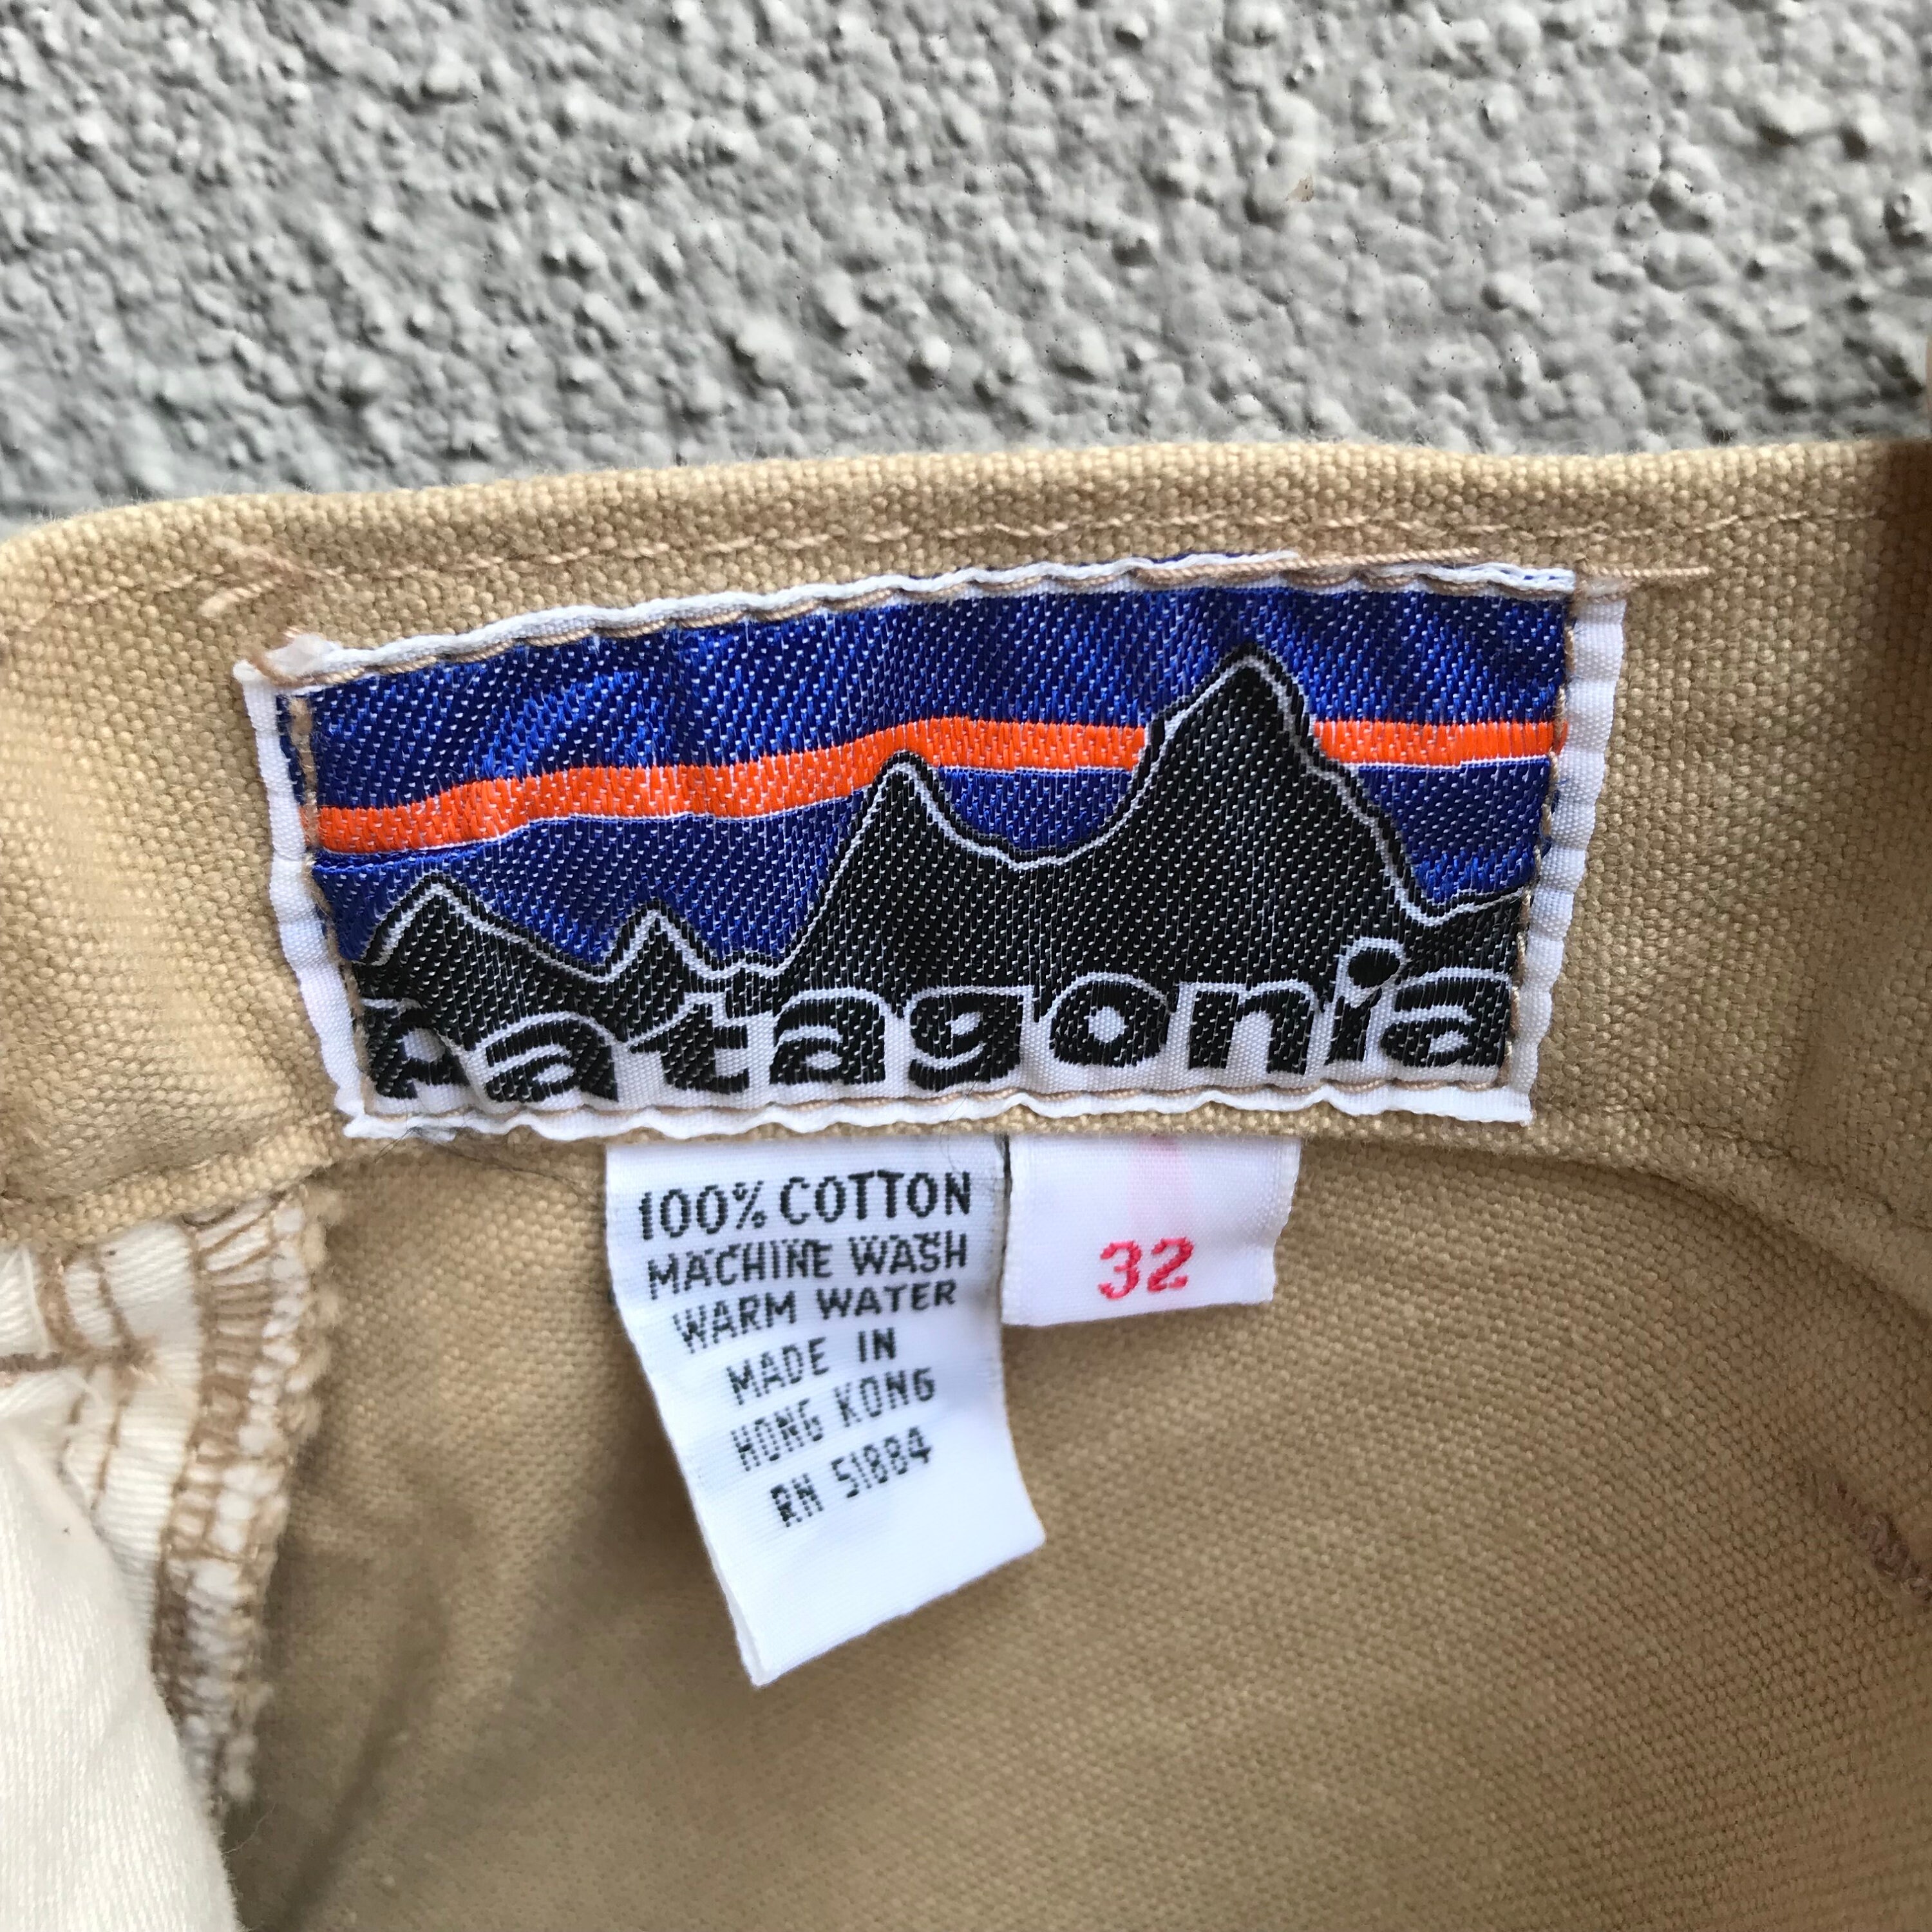 patagonia
100% COTTON
MACHINE WASH
WARM WATER
MADE IN
HONG KONG
RN 51884
32